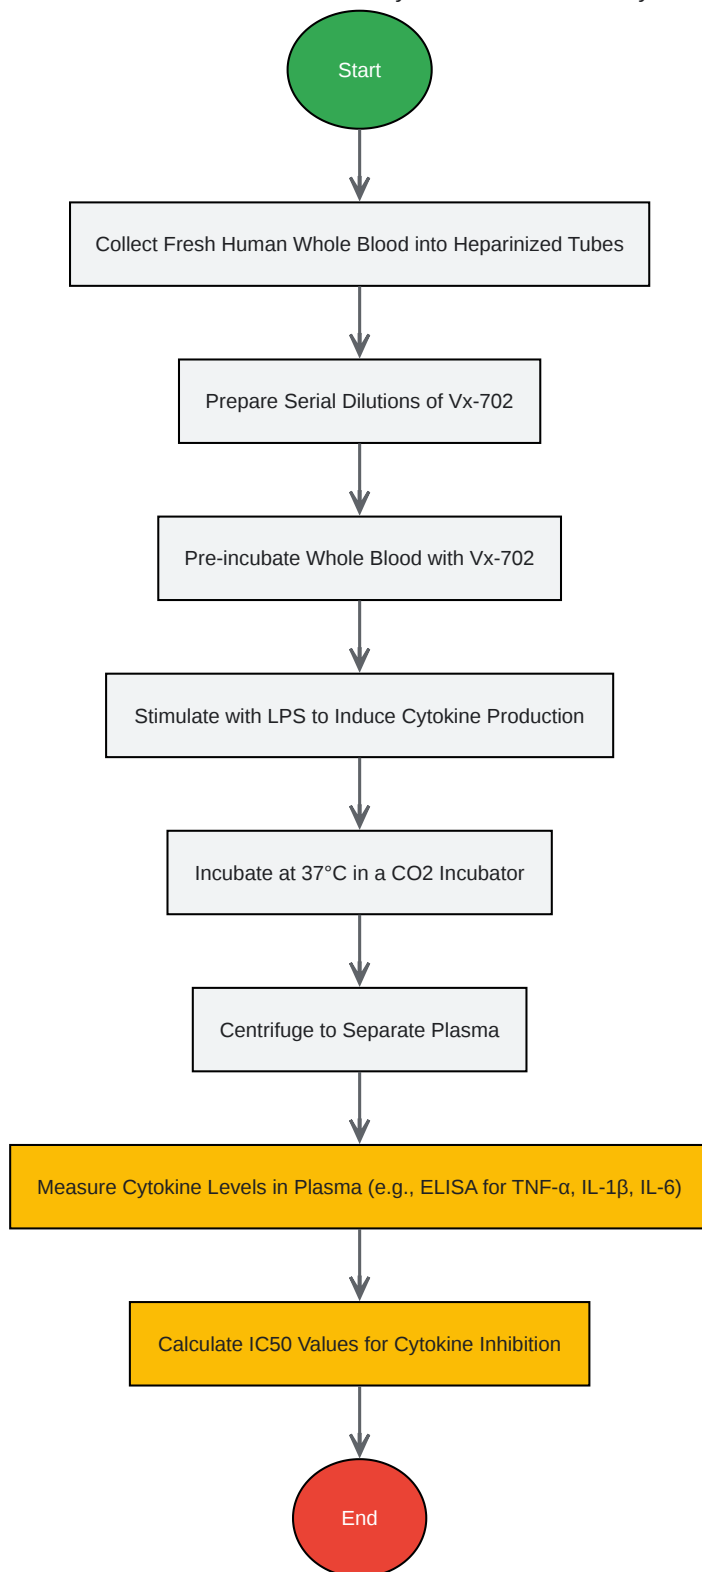 Start
Collect Fresh Human Whole Blood into Heparinized Tubes
Prepare Serial Dilutions of Vx-702
Pre-incubate Whole Blood with Vx-702
Stimulate with LPS to Induce Cytokine Production
Incubate at 37°C in a CO2 Incubator
Centrifuge to Separate Plasma
Measure Cytokine Levels in Plasma (e.g., ELISA for TNF-α, IL-1β, IL-6)
Calculate IC50 Values for Cytokine Inhibition
End